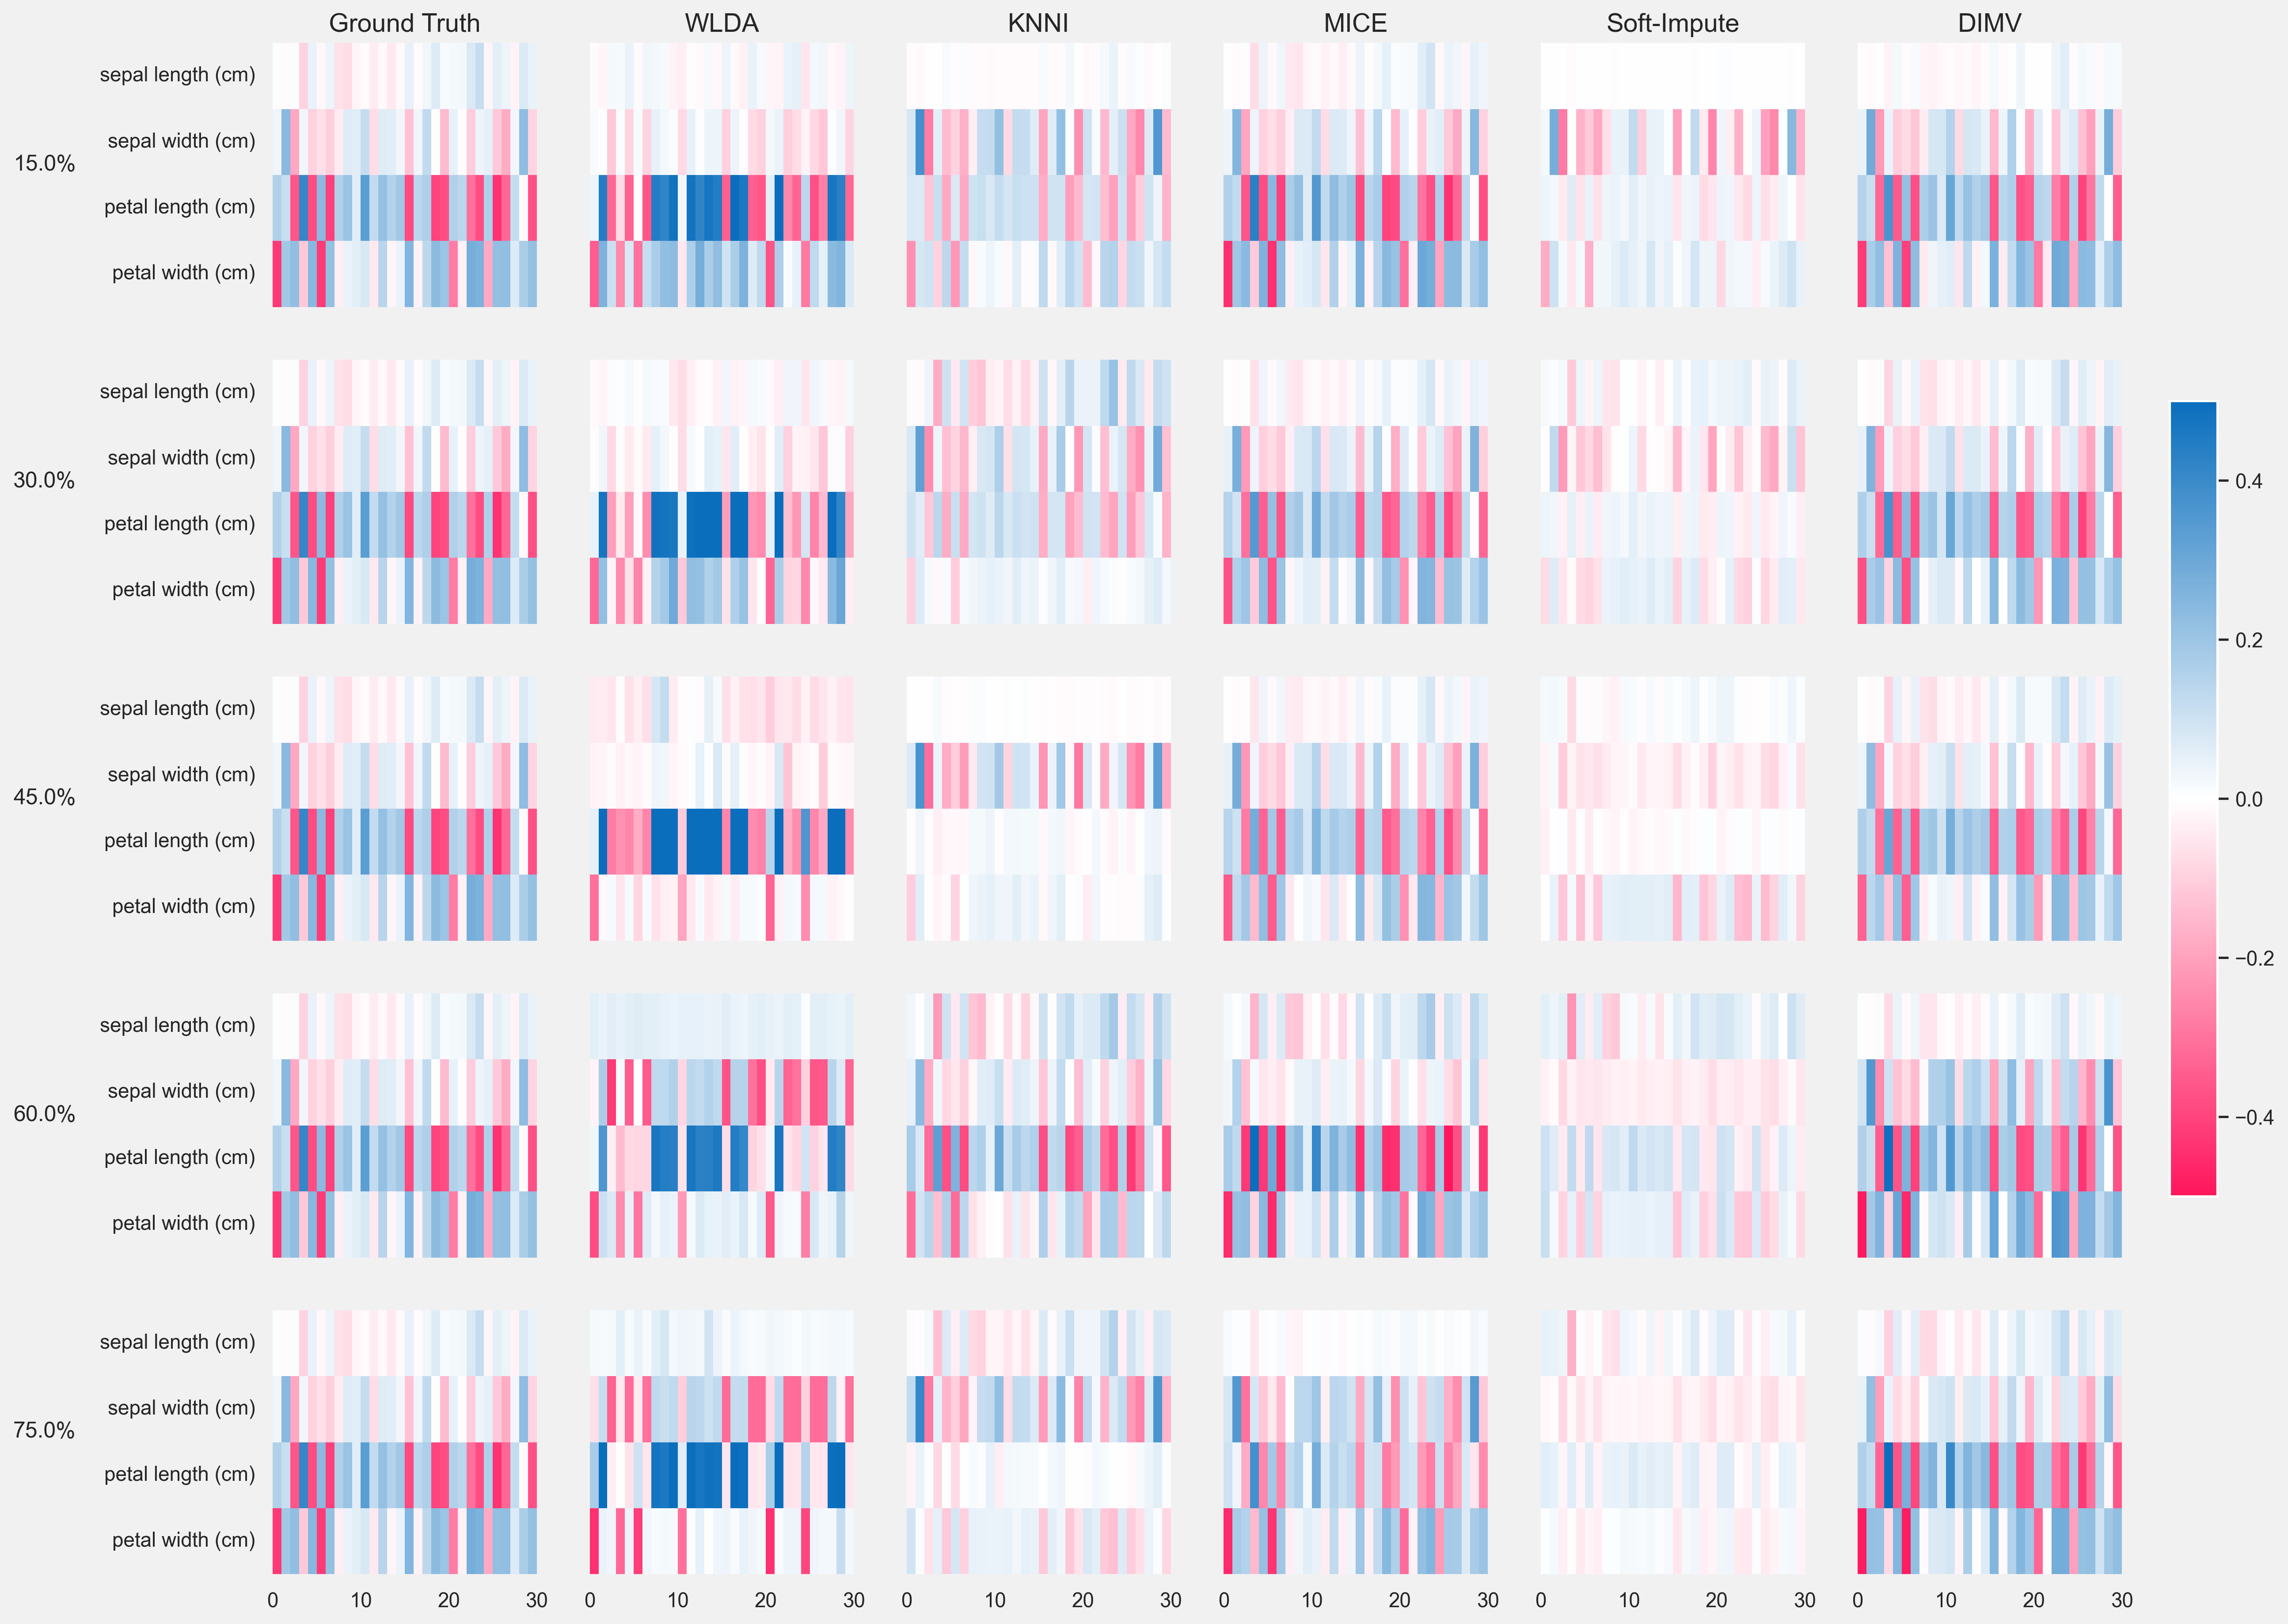 Ground Truth WLDA KNNI MICE Soft-Impute DIMV
15.0%
sepal length (cm)
sepal width (cm)
petal length (cm)
petal width (cm)
30.0%
sepal length (cm)
sepal width (cm)
petal length (cm)
petal width (cm)
45.0%
sepal length (cm)
sepal width (cm)
petal length (cm)
petal width (cm)
60.0%
sepal length (cm)
sepal width (cm)
petal length (cm)
petal width (cm)
75.0%
sepal length (cm)
sepal width (cm)
petal length (cm)
petal width (cm)
0 10 20 30 0 10 20 30 0 10 20 30 0 10 20 30 0 10 20 30 0 10 20 30
0.4
0.2
0.0
−0.2
−0.4